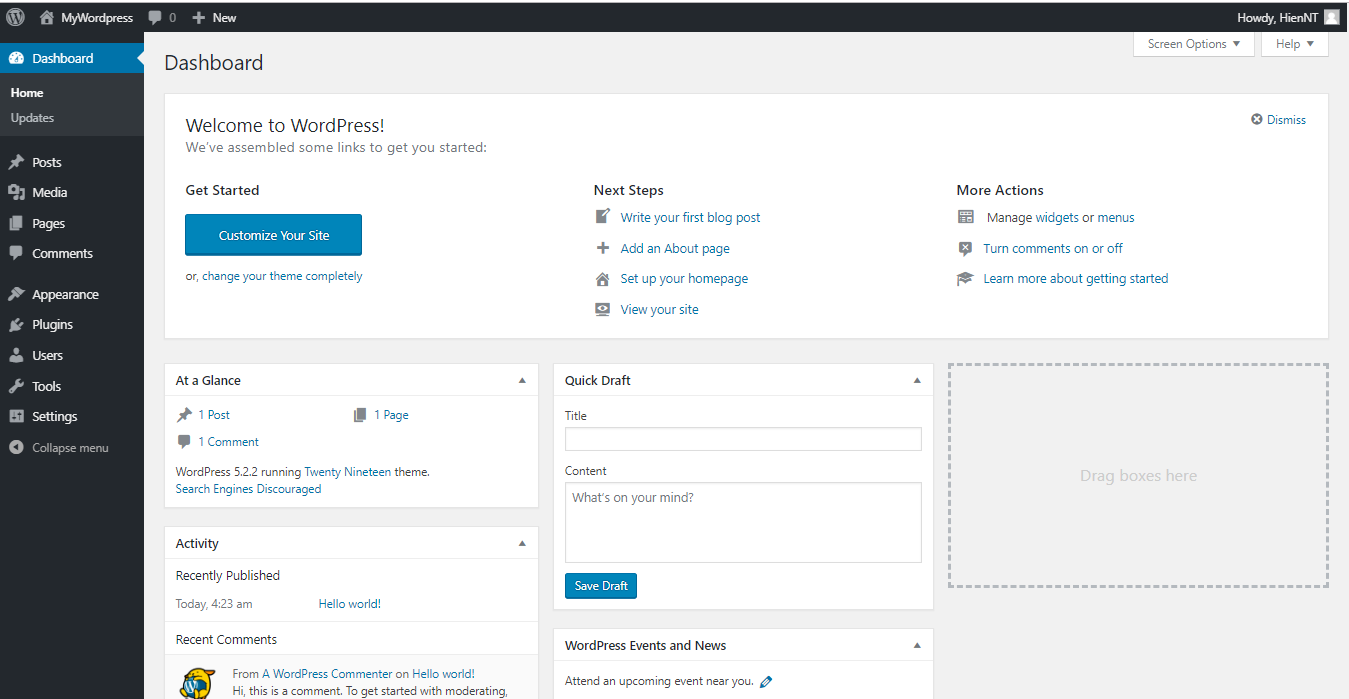 MyWordpress 0 New Howdy, HienNT
Screen Options Help
Dashboard
Home
Updates
Posts
Media
Pages
Comments
Appearance
Plugins
Users
Tools
Settings
Collapse menu
Dashboard
Welcome to WordPress!
We've assembled some links to get you started:
Dismiss
Get Started
Customize Your Site
or, change your theme completely
Next Steps
Write your first blog post
Add an About page
Set up your homepage
View your site
More Actions
Manage widgets or menus
Turn comments on or off
Learn more about getting started
At a Glance
1 Post 1 Page
1 Comment
WordPress 5.2.2 running Twenty Nineteen theme.
Search Engines Discouraged
Activity
Recently Published
Today, 4:23 am Hello world!
Recent Comments
From A WordPress Commenter on Hello world!
Hi, this is a comment. To get started with moderating,
Quick Draft
Title
Content
What's on your mind?
Save Draft
WordPress Events and News
Attend an upcoming event near you.
Drag boxes here